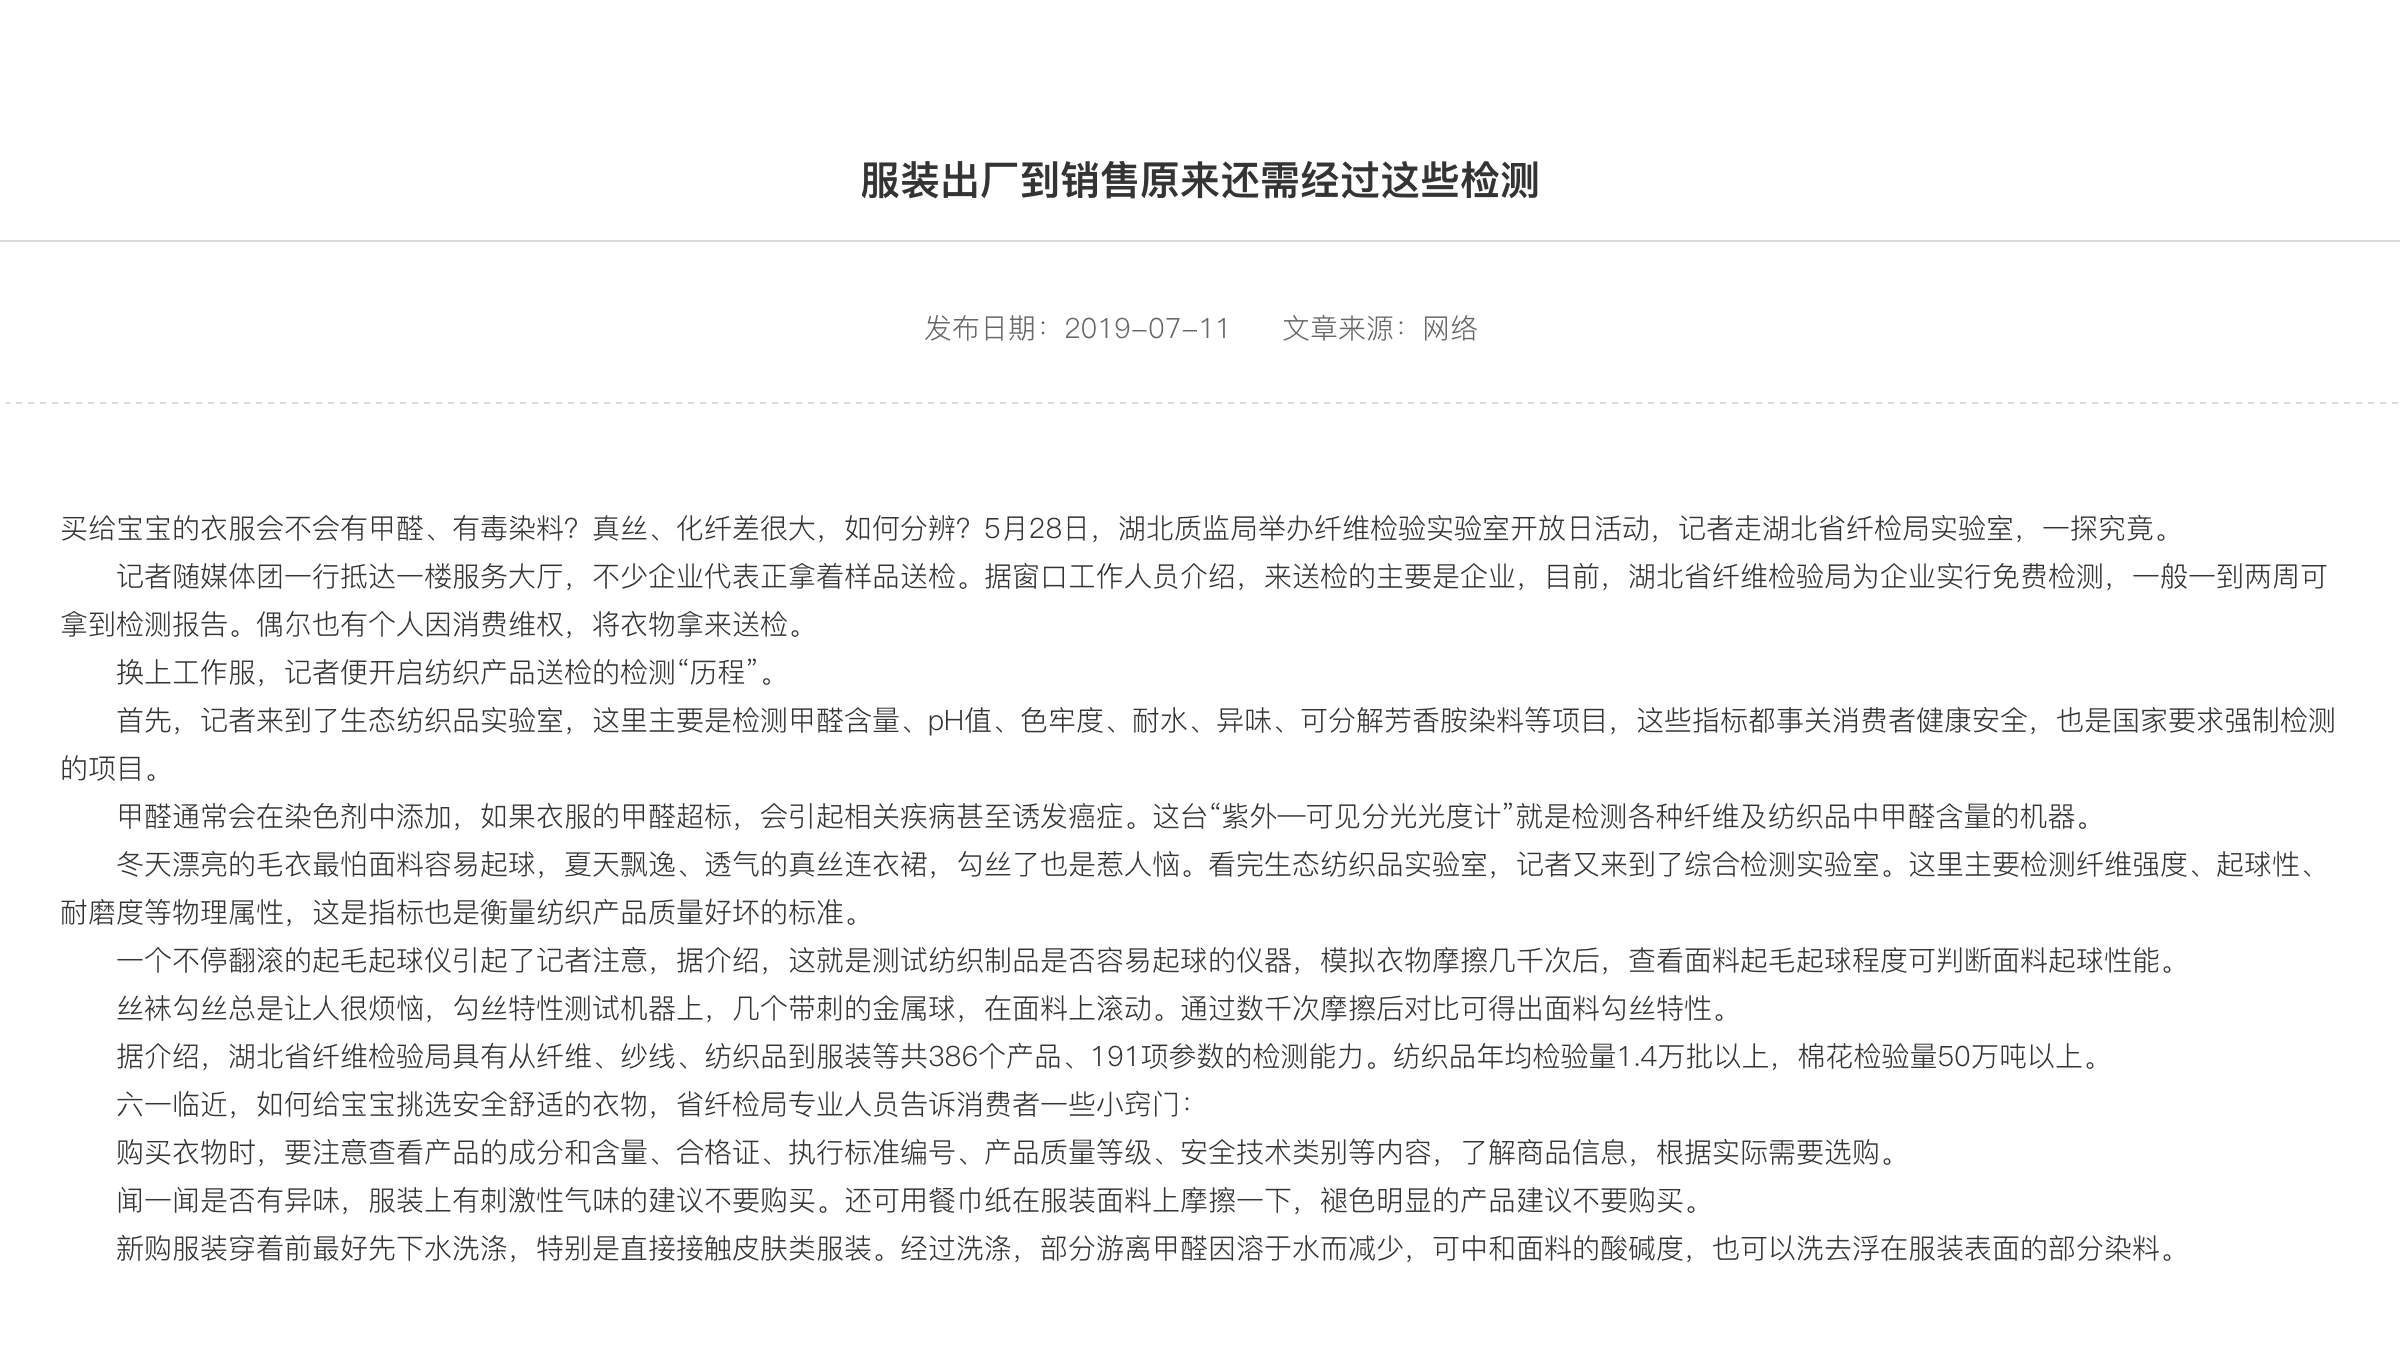 服装出厂到销售原来还需经过这些检测
发布日期：2019-07-11 文章来源：网络
买给宝宝的衣服会不会有甲醛、有毒染料？真丝、化纤差很大，如何分辨？5月28日，湖北质监局举办纤维检验实验室开放日活动，记者走湖北省纤检局实验室，一探究竟。
记者随媒体团一行抵达一楼服务大厅，不少企业代表正拿着样品送检。据窗口工作人员介绍，来送检的主要是企业，目前，湖北省纤维检验局为企业实行免费检测，一般一到两周可
拿到检测报告。偶尔也有个人因消费维权，将衣物拿来送检。
换上工作服，记者便开启纺织产品送检的检测“历程”。
首先，记者来到了生态纺织品实验室，这里主要是检测甲醛含量、pH值、色牢度、耐水、异味、可分解芳香胺染料等项目，这些指标都事关消费者健康安全，也是国家要求强制检测
的项目。
甲醛通常会在染色剂中添加，如果衣服的甲醛超标，会引起相关疾病甚至诱发癌症。这台“紫外—可见分光光度计”就是检测各种纤维及纺织品中甲醛含量的机器。
冬天漂亮的毛衣最怕面料容易起球，夏天飘逸、透气的真丝连衣裙，勾丝了也是惹人恼。看完生态纺织品实验室，记者又来到了综合检测实验室。这里主要检测纤维强度、起球性、
耐磨度等物理属性，这是指标也是衡量纺织产品质量好坏的标准。
一个不停翻滚的起毛起球仪引起了记者注意，据介绍，这就是测试纺织制品是否容易起球的仪器，模拟衣物摩擦几千次后，查看面料起毛起球程度可判断面料起球性能。
丝袜勾丝总是让人很烦恼，勾丝特性测试机器上，几个带刺的金属球，在面料上滚动。通过数千次摩擦后对比可得出面料勾丝特性。
据介绍，湖北省纤维检验局具有从纤维、纱线、纺织品到服装等共386个产品、191项参数的检测能力。纺织品年均检验量1.4万批以上，棉花检验量50万吨以上。
六一临近，如何给宝宝挑选安全舒适的衣物，省纤检局专业人员告诉消费者一些小窍门：
购买衣物时，要注意查看产品的成分和含量、合格证、执行标准编号、产品质量等级、安全技术类别等内容，了解商品信息，根据实际需要选购。
闻一闻是否有异味，服装上有刺激性气味的建议不要购买。还可用餐巾纸在服装面料上摩擦一下，褪色明显的产品建议不要购买。
新购服装穿着前最好先下水洗涤，特别是直接接触皮肤类服装。经过洗涤，部分游离甲醛因溶于水而减少，可中和面料的酸碱度，也可以洗去浮在服装表面的部分染料。